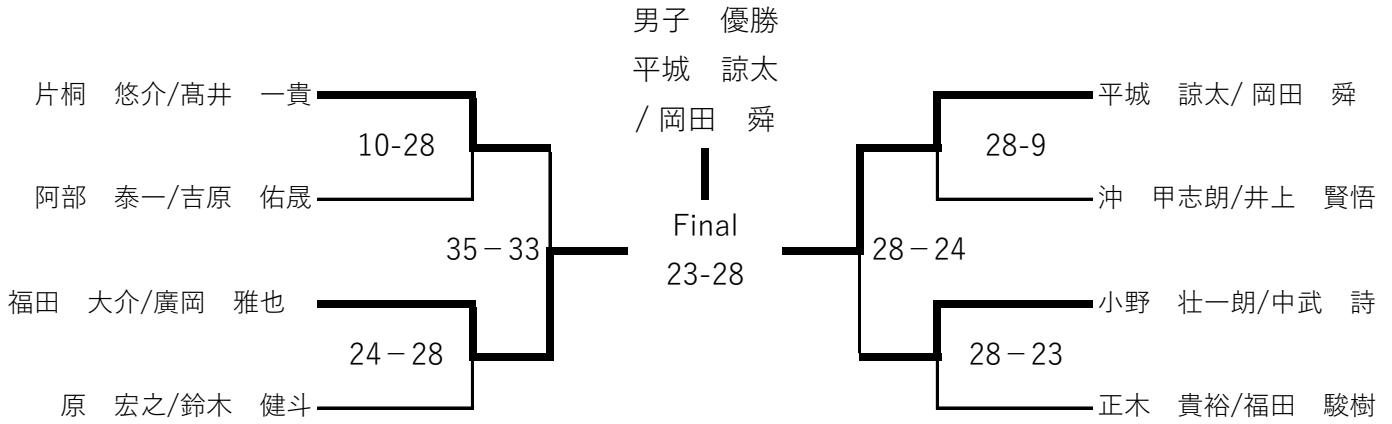 男子　優勝
平城　諒太
/ 岡田　舜
片桐　悠介/髙井　一貴
10-28
阿部　泰一/吉原　佑晟
35－33
福田　大介/廣岡　雅也
24－28
原　宏之/鈴木　健斗
Final
23-28
平城　諒太/ 岡田　舜
28-9
沖　甲志朗/井上　賢悟
28－24
小野　壮一朗/中武　詩
28－23
正木　貴裕/福田　駿樹